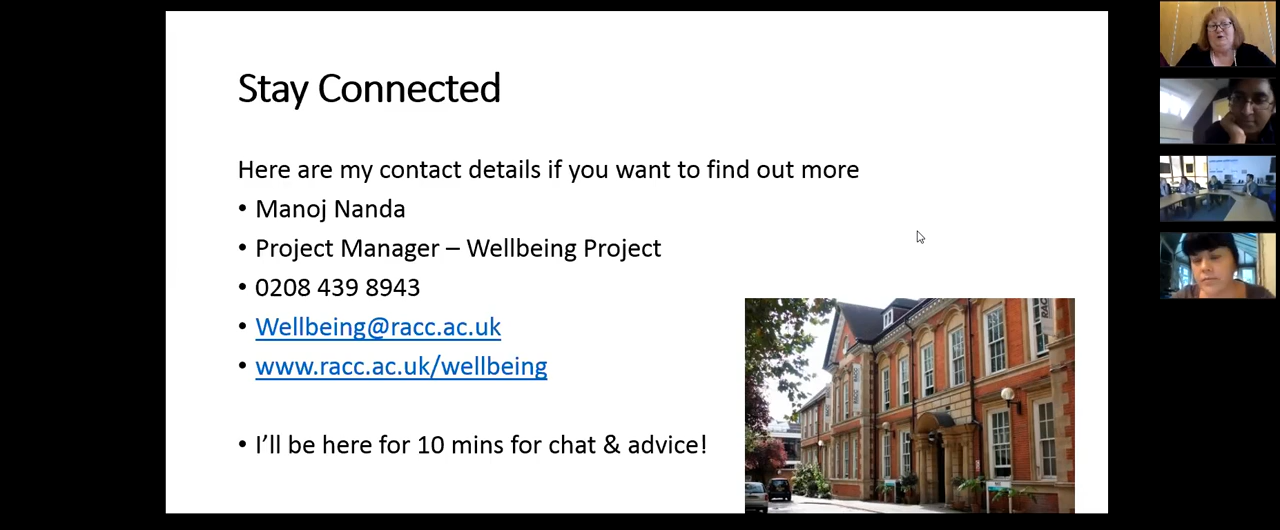 Stay Connected
Here are my contact details if you want to find out more
• Manoj Nanda
• Project Manager – Wellbeing Project
• 0208 439 8943
• Wellbeing@racc.ac.uk
• www.racc.ac.uk/wellbeing
• I’ll be here for 10 mins for chat & advice!
RACC